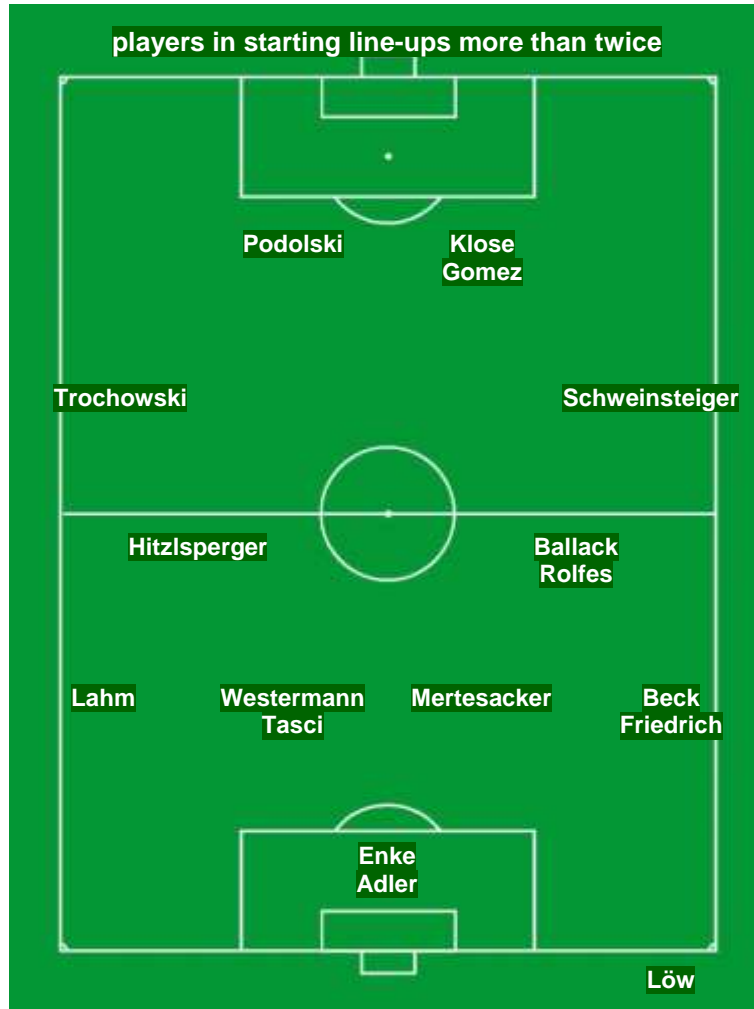 players in starting line-ups more than twice
Podolski
Klose
Gomez
Trochowski
Schweinsteiger
Hitzlsperger
Ballack
Rolfes
Lahm
Westermann
Tasci
Mertesacker
Beck
Friedrich
Enke
Adler
Löw